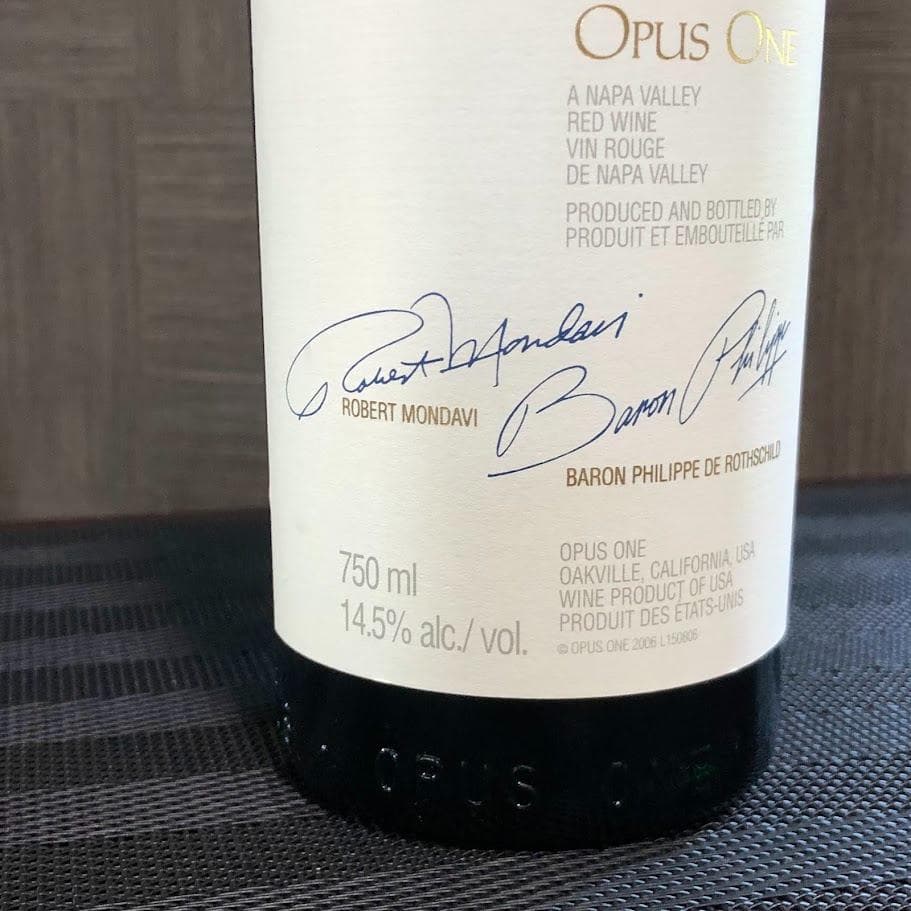 OPUS ONE
A NAPA VALLEY
RED WINE
VIN ROUGE
DE NAPA VALLEY
PRODUCED AND BOTTLED BY
PRODUIT ET EMBOUTEILLÉ PAR
Robert Mondavi
ROBERT MONDAVI
Baron Philippe
BARON PHILIPPE DE ROTHSCHILD
750 ml
14.5% alc./ vol.
OPUS ONE
OAKVILLE, CALIFORNIA, USA
WINE PRODUCT OF USA
PRODUIT DES ÉTATS-UNIS
© OPUS ONE 2006 L150806
OPUS ONE